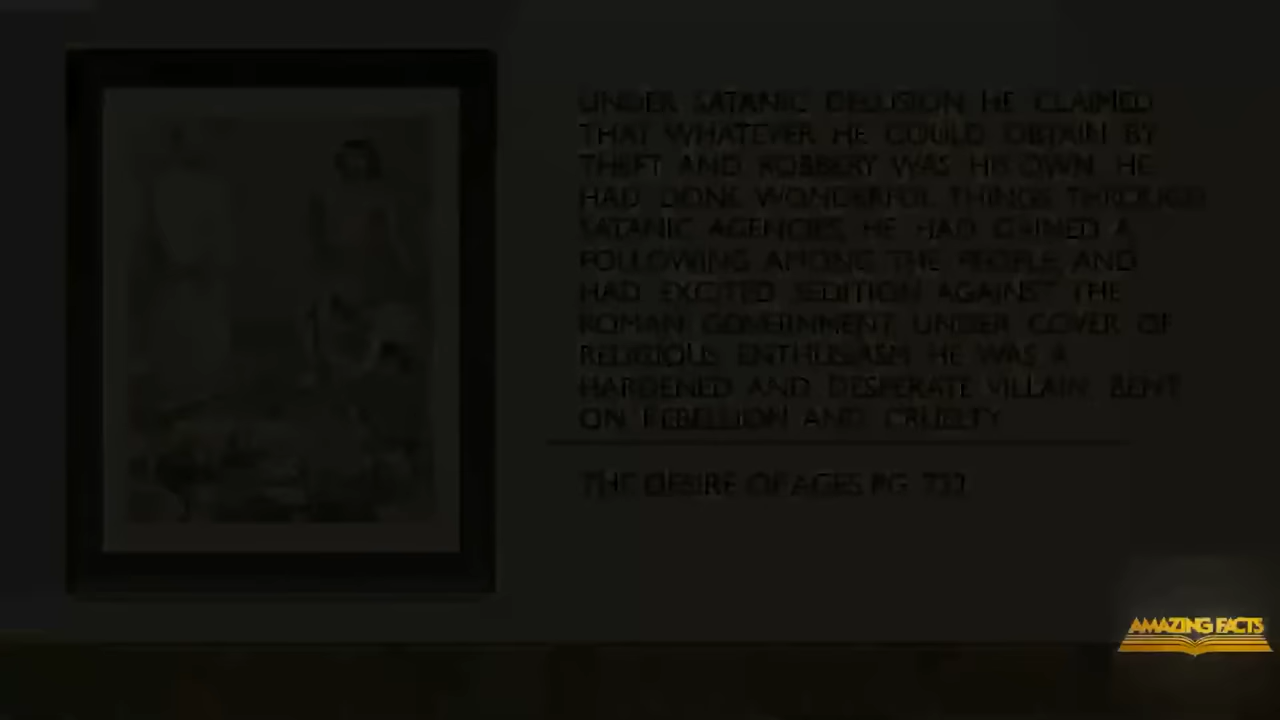 UNDER SATANIC DELUSION HE CLAIMED
THAT WHATEVER HE COULD OBTAIN BY
THEFT AND ROBBERY WAS HIS OWN. HE
HAD DONE WONDERFUL THINGS THROUGH
SATANIC AGENCIES, HE HAD GAINED A
FOLLOWING AMONG THE PEOPLE, AND
HAD EXCITED SEDITION AGAINST THE
ROMAN GOVERNMENT. UNDER COVER OF
RELIGIOUS ENTHUSIASM HE WAS A
HARDENED AND DESPERATE VILLAIN, BENT
ON REBELLION AND CRUELTY.
THE DESIRE OF AGES PG.
AMAZING FACTS